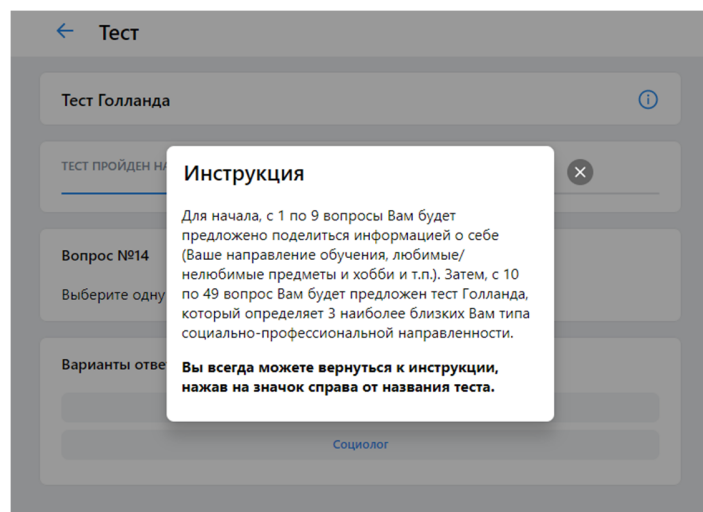 Тест
Тест Голланда
ТЕСТ ПРОЙДЕН
Инструкция
Для начала, с 1 по 9 вопросы Вам будет
предложено поделиться информацией о себе
(Ваше направление обучения, любимые/
нелюбимые предметы и хобби и т.п.). Затем, с 10
по 49 вопрос Вам будет предложен тест Голланда,
который определяет 3 наиболее близких Вам типа
социально-профессиональной направленности.
Вы всегда можете вернуться к инструкции,
нажав на значок справа от названия теста.
Вопрос №14
Выберите одну
Варианты отве
Социолог